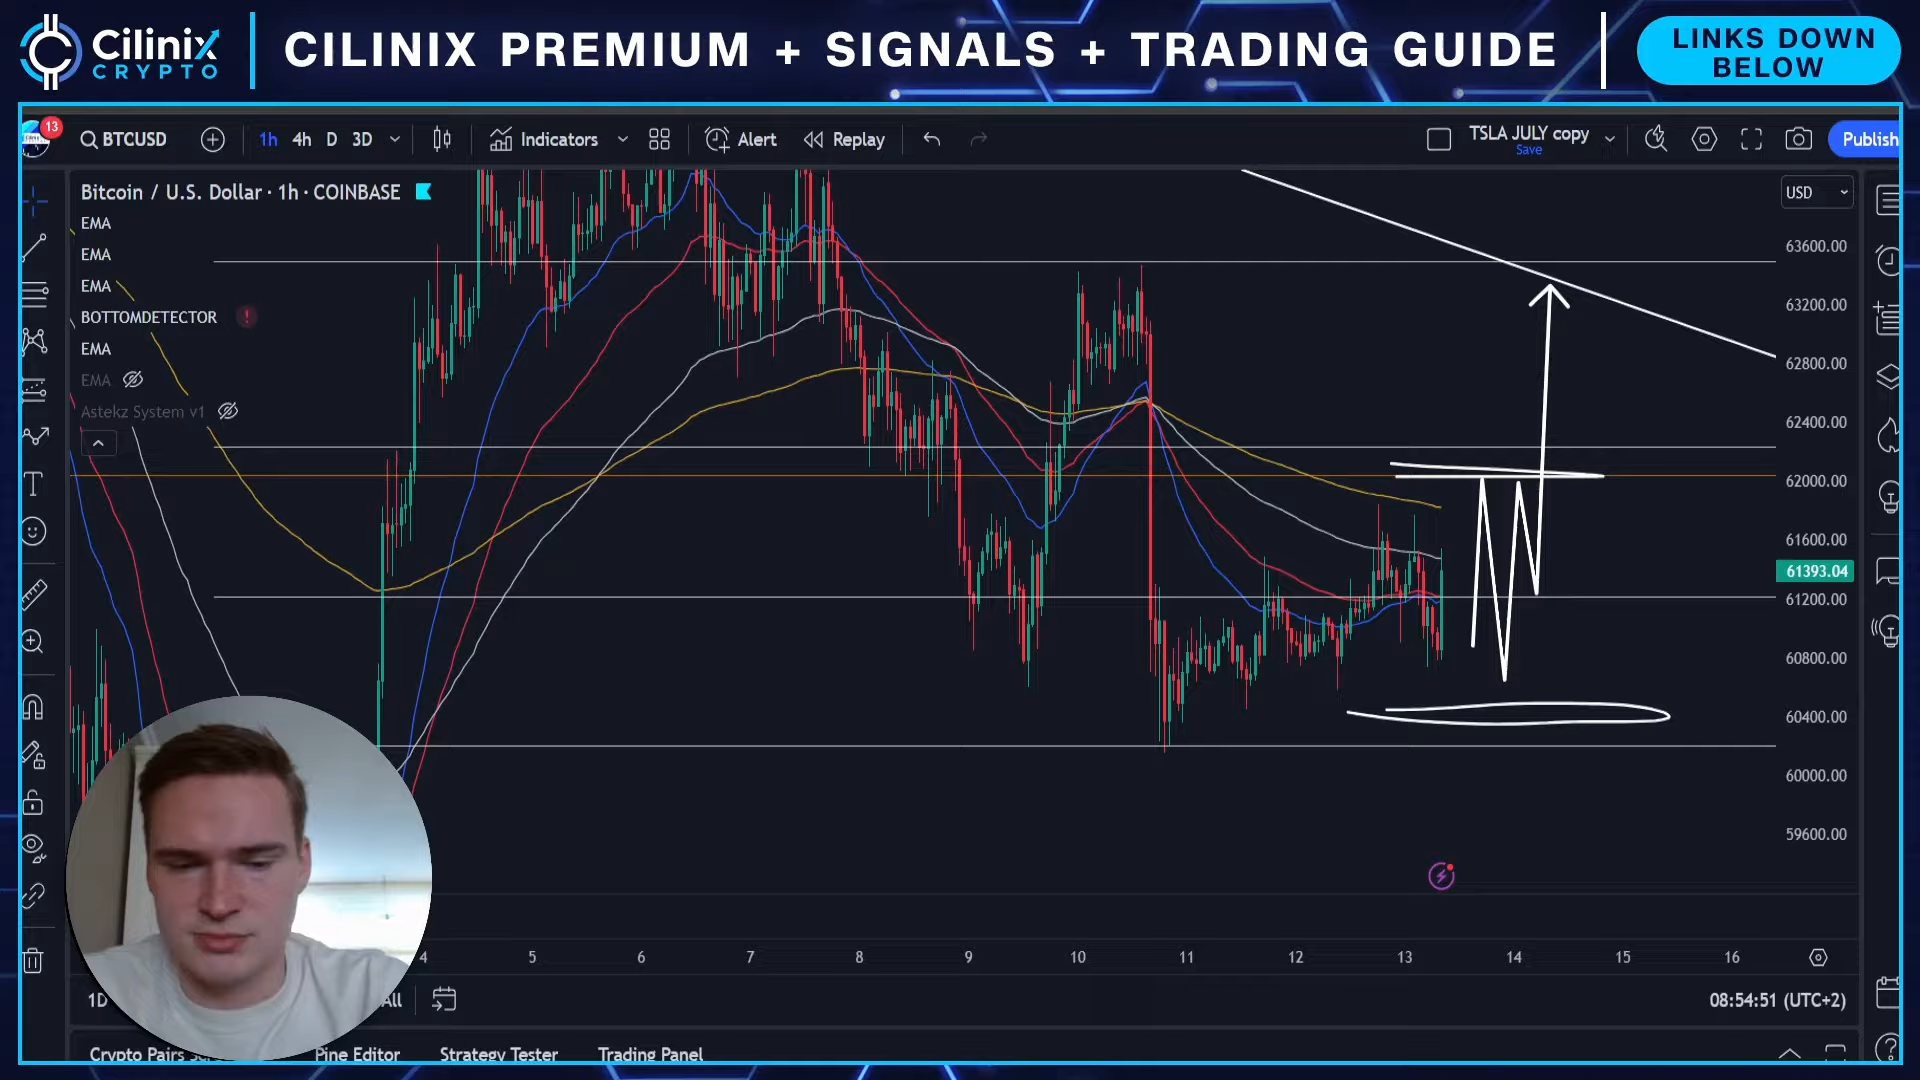 Cilinix
CRYPTO
CILINIX PREMIUM + SIGNALS + TRADING GUIDE
LINKS DOWN
BELOW
13
BTCUSD
1h
4h
D
3D
Indicators
Alert
Replay
TSLA JULY copy
Save
Publish
Bitcoin / U.S. Dollar · 1h · COINBASE
USD
EMA
EMA
EMA
BOTTOMDETECTOR
EMA
EMA
Astekz System v1
63600.00
63200.00
62800.00
62400.00
62000.00
61600.00
61393.04
61200.00
60800.00
60400.00
60000.00
59600.00
4 5 6 7 8 9 10 11 12 13 14 15 16
1D
All
08:54:51 (UTC+2)
Crypto Pairs
Pine Editor
Strategy Tester
Trading Panel